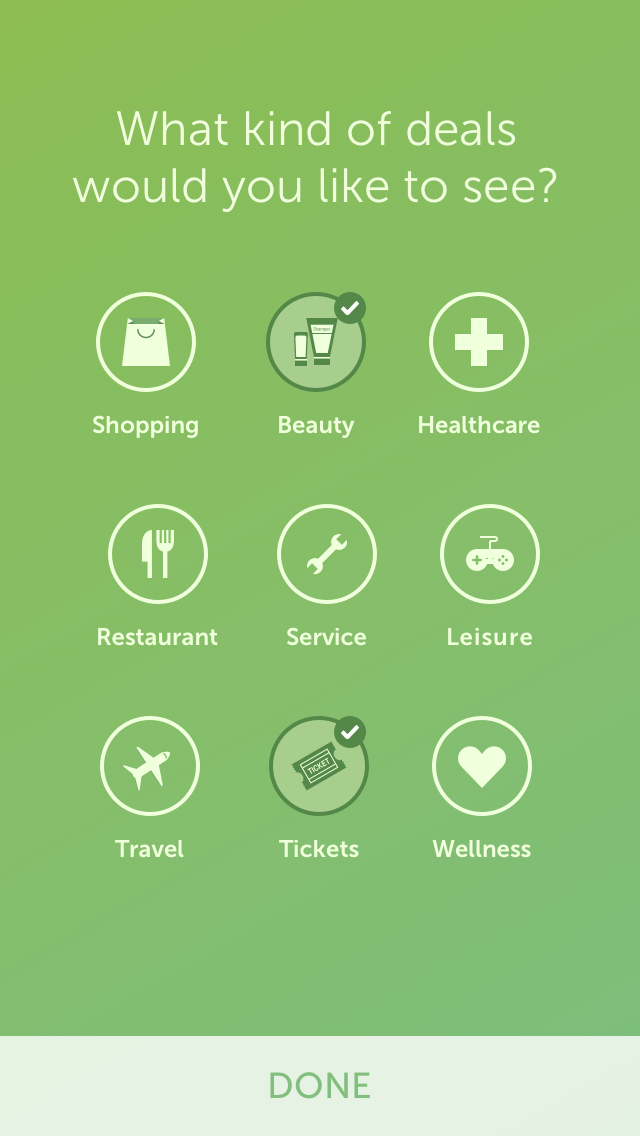 What kind of deals
would you like to see?
Shopping
Beauty
Healthcare
Restaurant
Service
Leisure
TICKET
Travel
Tickets
Wellness
DONE